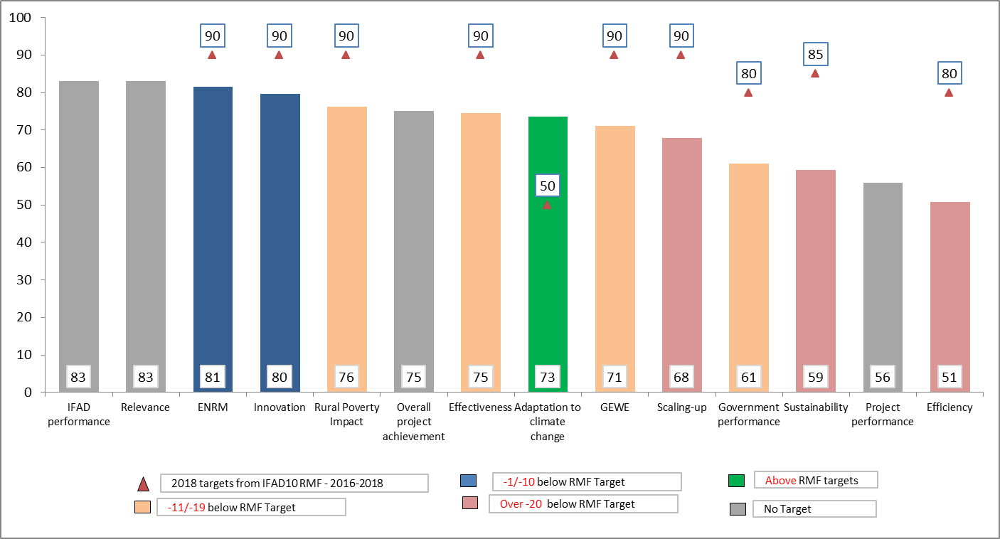 100
90
80
70
60
50
40
30
20
10
0
90
90
90
90
90
90
80
85
80
50
83
83
81
80
76
75
75
73
71
68
61
59
56
51
IFAD
performance
Relevance
ENRM
Innovation
Rural Poverty
Impact
Overall
project
achievement
Effectiveness
Adaptation to
climate
change
GEWE
Scaling-up
Government
performance
Sustainability
Project
performance
Efficiency
2018 targets from IFAD10 RMF - 2016-2018
-1/-10 below RMF Target
Above RMF targets
-11/-19 below RMF Target
Over -20 below RMF Target
No Target